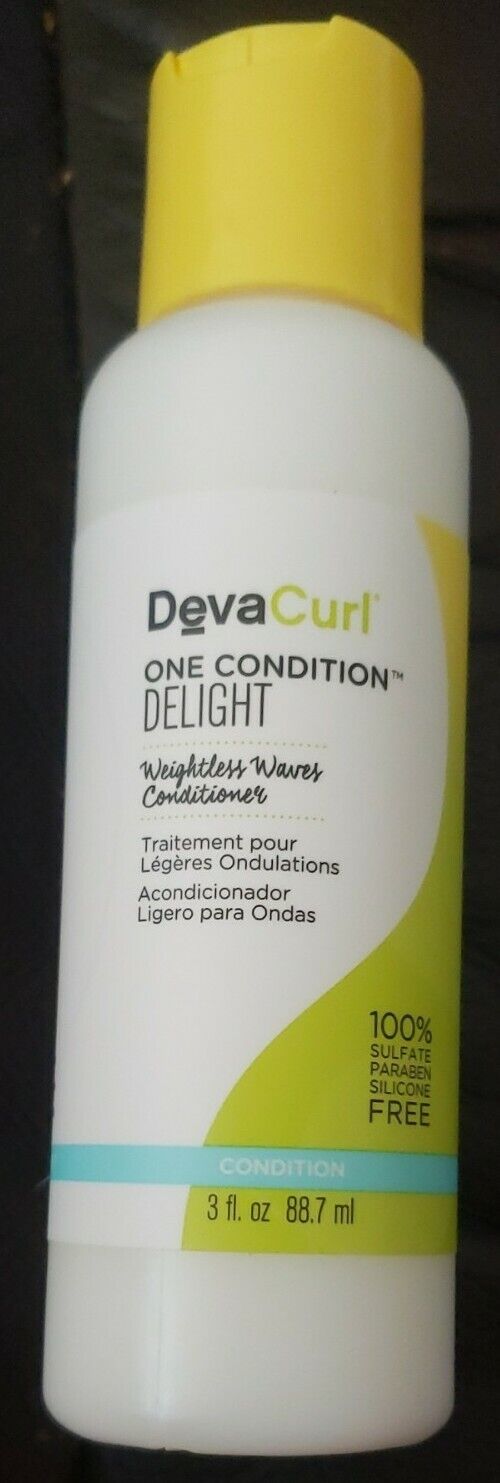 DevaCurl®
ONE CONDITION™
DELIGHT
Weightless Waves
Conditioner
Traitement pour
Légères Ondulations
Acondicionador
Ligero para Ondas
100%
SULFATE
PARABEN
SILICONE
FREE
CONDITION
3 fl. oz 88.7 ml